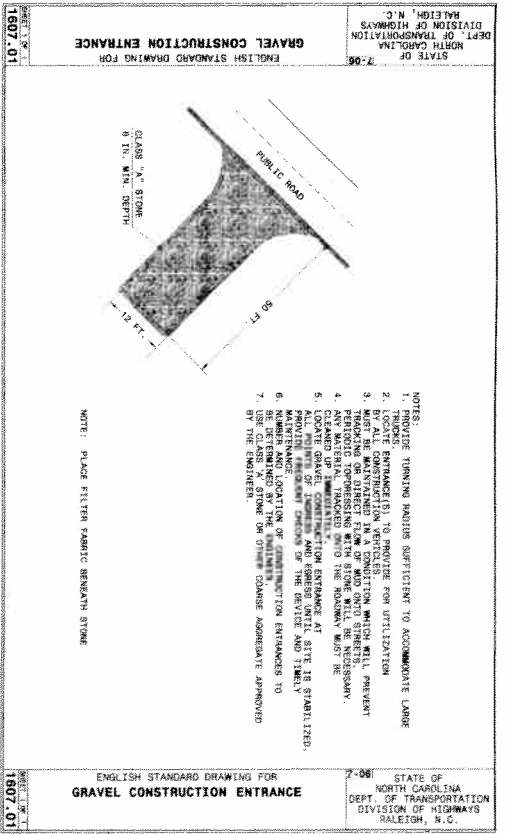 STATE OF
NORTH CAROLINA
DEPT. OF TRANSPORTATION
DIVISION OF HIGHWAYS
RALEIGH, N.C.
7-06
ENGLISH STANDARD DRAWING FOR
GRAVEL CONSTRUCTION ENTRANCE
SHEET 1 OF 1
1607.01
PUBLIC ROAD
CLASS "A" STONE
8 IN. MIN. DEPTH
50 FT.
12 FT.
NOTES:
1. PROVIDE TURNING RADIUS SUFFICIENT TO ACCOMMODATE LARGE
TRUCKS.
2. LOCATE ENTRANCE(S) TO PROVIDE FOR UTILIZATION
BY ALL CONSTRUCTION VEHICLES.
3. MUST BE MAINTAINED IN A CONDITION WHICH WILL PREVENT
TRACKING OR DIRECT FLOW OF MUD ONTO STREETS.
PERIODIC TOPDRESSING WITH STONE WILL BE NECESSARY.
4. ANY MATERIAL TRACKED ONTO THE ROADWAY MUST BE
CLEANED UP IMMEDIATELY.
5. LOCATE GRAVEL CONSTRUCTION ENTRANCE AT
ALL POINTS OF INGRESS AND EGRESS UNTIL SITE IS STABILIZED.
PROVIDE FREQUENT CHECKS OF THE DEVICE AND TIMELY
MAINTENANCE.
6. NUMBER AND LOCATION OF CONSTRUCTION ENTRANCES TO
BE DETERMINED BY THE ENGINEER.
7. USE CLASS 'A' STONE OR OTHER COARSE AGGREGATE APPROVED
BY THE ENGINEER.
NOTE: PLACE FILTER FABRIC BENEATH STONE
SHEET 1 OF 1
1607.01
ENGLISH STANDARD DRAWING FOR
GRAVEL CONSTRUCTION ENTRANCE
7-06
STATE OF
NORTH CAROLINA
DEPT. OF TRANSPORTATION
DIVISION OF HIGHWAYS
RALEIGH, N.C.